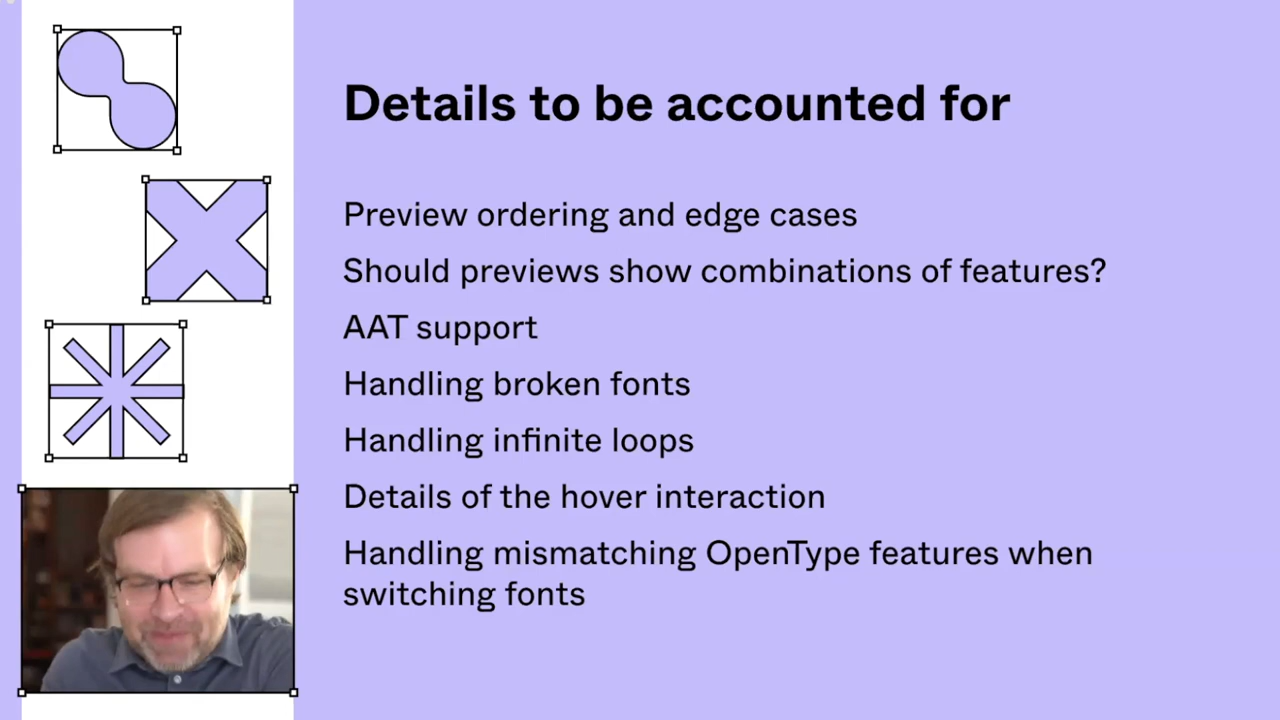 Details to be accounted for
Preview ordering and edge cases
Should previews show combinations of features?
AAT support
Handling broken fonts
Handling infinite loops
Details of the hover interaction
Handling mismatching OpenType features when
switching fonts